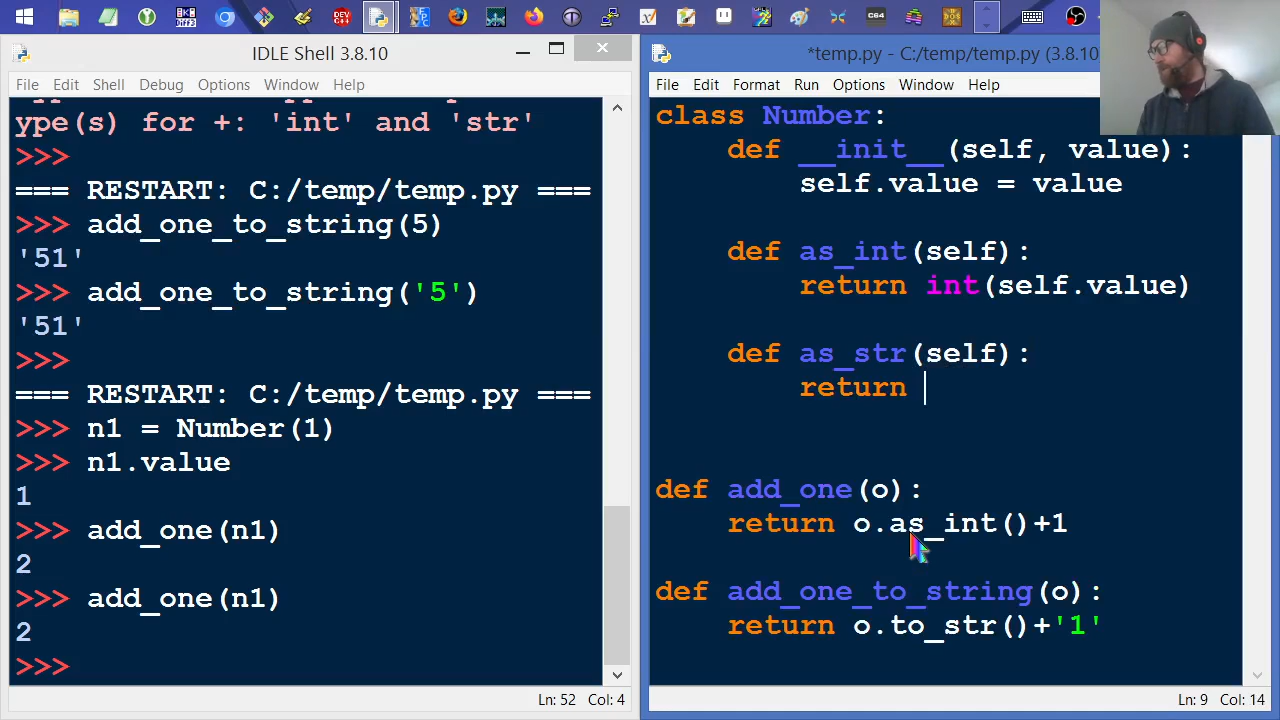 DEV C++
C64
DOS
IDLE Shell 3.8.10
File Edit Shell Debug Options Window Help
ype(s) for +: 'int' and 'str'
>>>
=== RESTART: C:/temp/temp.py ===
>>> add_one_to_string(5)
'51'
>>> add_one_to_string('5')
'51'
>>>
=== RESTART: C:/temp/temp.py ===
>>> n1 = Number(1)
>>> n1.value
1
>>> add_one(n1)
2
>>> add_one(n1)
2
>>>
Ln: 52 Col: 4
*temp.py - C:/temp/temp.py (3.8.10)
File Edit Format Run Options Window Help
class Number:
    def __init__(self, value):
        self.value = value
    def as_int(self):
        return int(self.value)
    def as_str(self):
        return
def add_one(o):
    return o.as_int()+1
def add_one_to_string(o):
    return o.to_str()+'1'
Ln: 9 Col: 14